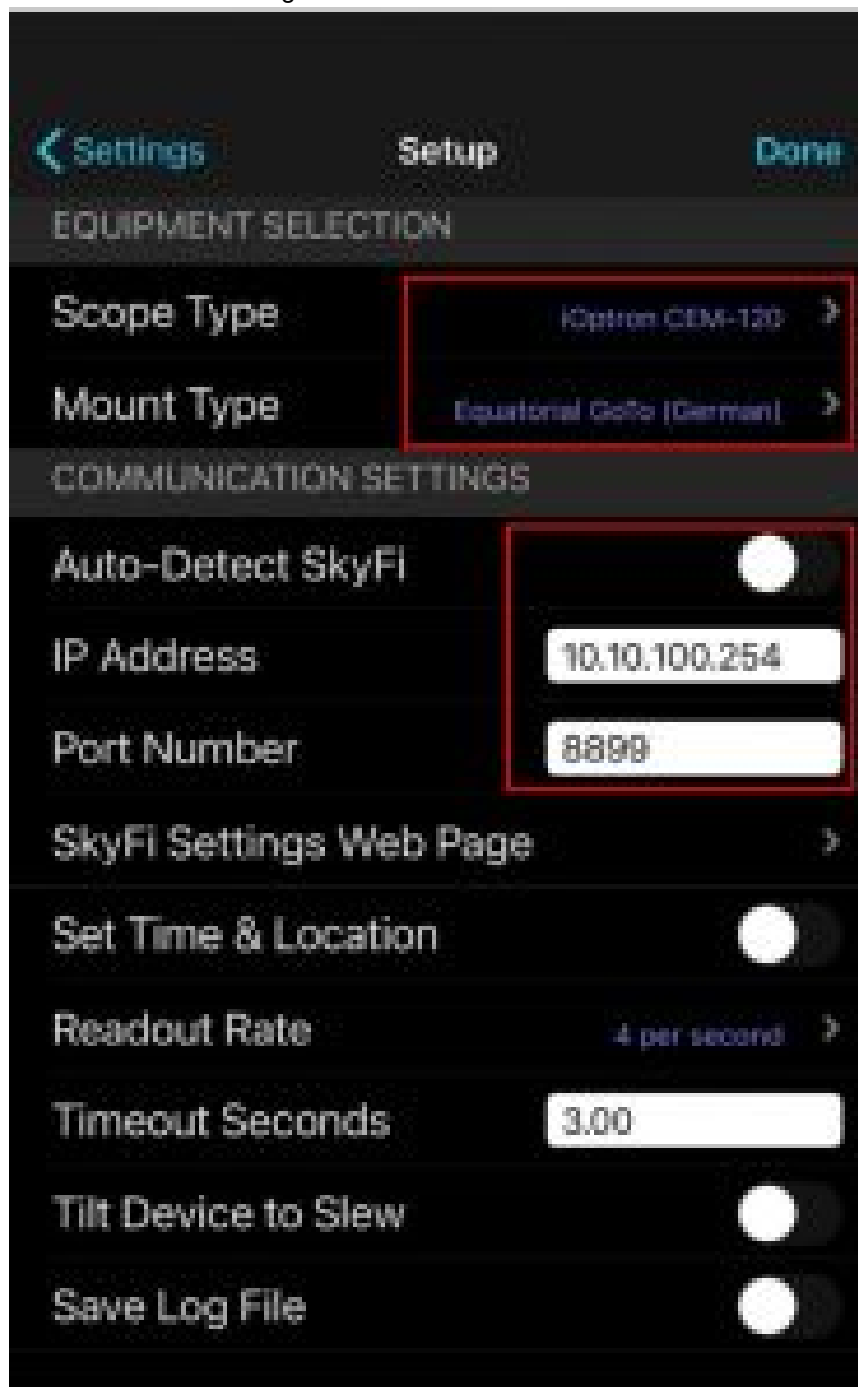 Settings Setup Done
EQUIPMENT SELECTION
Scope Type iOptron CEM-120
Mount Type Equatorial GoTo (German)
COMMUNICATION SETTINGS
Auto-Detect SkyFi
IP Address 10.10.100.254
Port Number 8899
SkyFi Settings Web Page
Set Time & Location
Readout Rate 4 per second
Timeout Seconds 3.00
Tilt Device to Slew
Save Log File